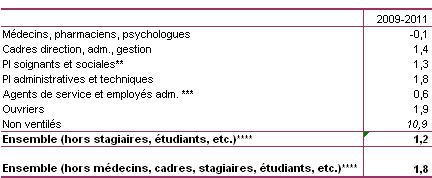 2009-2011
Médecins, pharmaciens, psychologues -0,1
Cadres direction, adm., gestion 1,4
PI soignants et sociales** 1,3
PI administratives et techniques 1,8
Agents de service et employés adm. *** 0,6
Ouvriers 1,9
Non ventilés 10,9
Ensemble (hors stagiaires, étudiants, etc.)**** 1,2
Ensemble (hors médecins, cadres, stagiaires, étudiants, etc.)**** 1,8